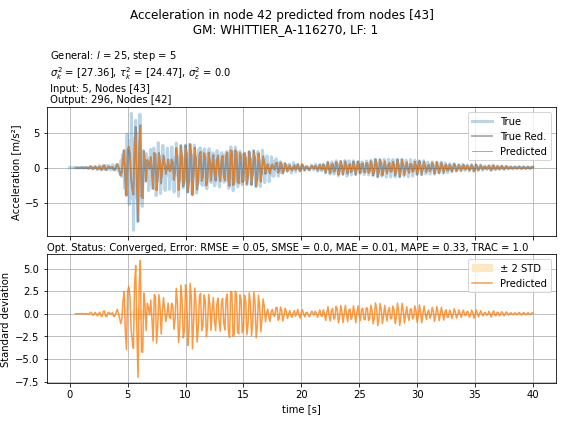 Acceleration in node 42 predicted from nodes [43]
GM: WHITTIER_A-116270, LF: 1
General: l = 25, step = 5
σ²ₖ = [27.36], τ²ₖ = [24.47], σ²ε = 0.0
Input: 5, Nodes [43]
Output: 296, Nodes [42]
Acceleration [m/s²]
5
0
−5
True
True Red.
Predicted
Opt. Status: Converged, Error: RMSE = 0.05, SMSE = 0.0, MAE = 0.01, MAPE = 0.33, TRAC = 1.0
Standard deviation
5.0
2.5
0.0
−2.5
−5.0
−7.5
± 2 STD
Predicted
0 5 10 15 20 25 30 35 40
time [s]